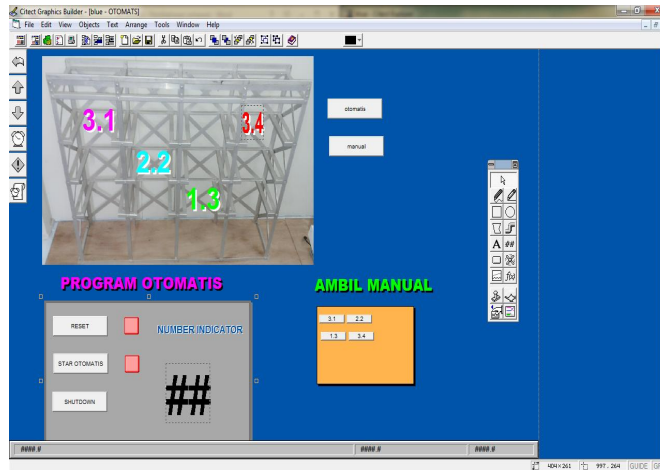 Citect Graphics Builder - [blue - OTOMATS]
File Edit View Objects Text Arrange Tools Window Help
3.1
3.4
2.2
1.3
otomatis
manual
A ##
f(x)
PROGRAM OTOMATIS
AMBIL MANUAL
RESET
NUMBER INDICATOR
STAR OTOMATIS
SHUTDOWN
##
3.1 2.2
1.3 3.4
####.# ####.# ####.#
404×261 997 . 264 GUIDE